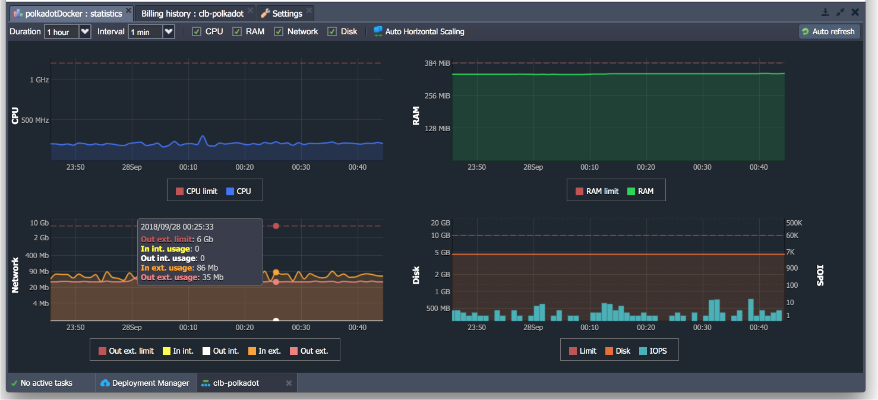 polkadotDocker : statistics Billing history : clb-polkadot Settings
Duration 1 hour Interval 1 min CPU RAM Network Disk Auto Horizontal Scaling Auto refresh
CPU
1 GHz
500 MHz
23:50 28Sep 00:10 00:20 00:30 00:40
CPU limit CPU
RAM
384 MiB
256 MiB
128 MiB
23:50 28Sep 00:10 00:20 00:30 00:40
RAM limit RAM
Network
10 Gb
2 Gb
400 Mb
90 Mb
20 Mb
4 Mb
2018/09/28 00:25:33
Out ext. limit: 6 Gb
In int. usage: 0
Out int. usage: 0
In ext. usage: 86 Mb
Out ext. usage: 35 Mb
23:50 28Sep 00:10 00:20 00:30 00:40
Out ext. limit In int. Out int. In ext. Out ext.
Disk
20 GB
10 GB
5 GB
2 GB
1 GB
500 MB
500K
60K
7K
900
100
10
1
IOPS
23:50 28Sep 00:10 00:20 00:30 00:40
Limit Disk IOPS
No active tasks Deployment Manager clb-polkadot